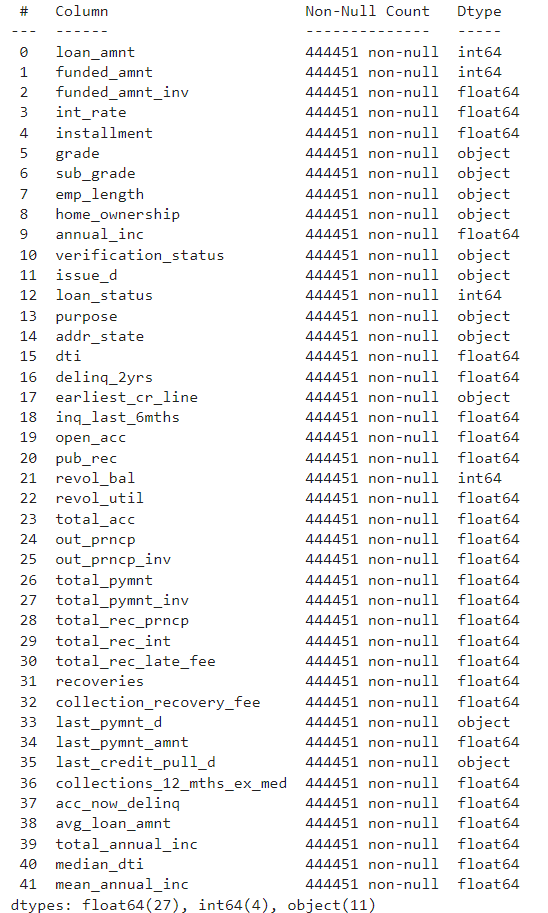 #   Column                      Non-Null Count   Dtype
---  ------                      --------------   -----
0   loan_amnt                   444451 non-null  int64
1   funded_amnt                 444451 non-null  int64
2   funded_amnt_inv             444451 non-null  float64
3   int_rate                    444451 non-null  float64
4   installment                 444451 non-null  float64
5   grade                       444451 non-null  object
6   sub_grade                   444451 non-null  object
7   emp_length                  444451 non-null  object
8   home_ownership              444451 non-null  object
9   annual_inc                  444451 non-null  float64
10  verification_status         444451 non-null  object
11  issue_d                     444451 non-null  object
12  loan_status                 444451 non-null  int64
13  purpose                     444451 non-null  object
14  addr_state                  444451 non-null  object
15  dti                         444451 non-null  float64
16  delinq_2yrs                 444451 non-null  float64
17  earliest_cr_line            444451 non-null  object
18  inq_last_6mths              444451 non-null  float64
19  open_acc                    444451 non-null  float64
20  pub_rec                     444451 non-null  float64
21  revol_bal                   444451 non-null  int64
22  revol_util                  444451 non-null  float64
23  total_acc                   444451 non-null  float64
24  out_prncp                   444451 non-null  float64
25  out_prncp_inv               444451 non-null  float64
26  total_pymnt                 444451 non-null  float64
27  total_pymnt_inv             444451 non-null  float64
28  total_rec_prncp             444451 non-null  float64
29  total_rec_int               444451 non-null  float64
30  total_rec_late_fee          444451 non-null  float64
31  recoveries                  444451 non-null  float64
32  collection_recovery_fee     444451 non-null  float64
33  last_pymnt_d                444451 non-null  object
34  last_pymnt_amnt             444451 non-null  float64
35  last_credit_pull_d          444451 non-null  object
36  collections_12_mths_ex_med  444451 non-null  float64
37  acc_now_delinq              444451 non-null  float64
38  avg_loan_amnt               444451 non-null  float64
39  total_annual_inc            444451 non-null  float64
40  median_dti                  444451 non-null  float64
41  mean_annual_inc             444451 non-null  float64
dtypes: float64(27), int64(4), object(11)